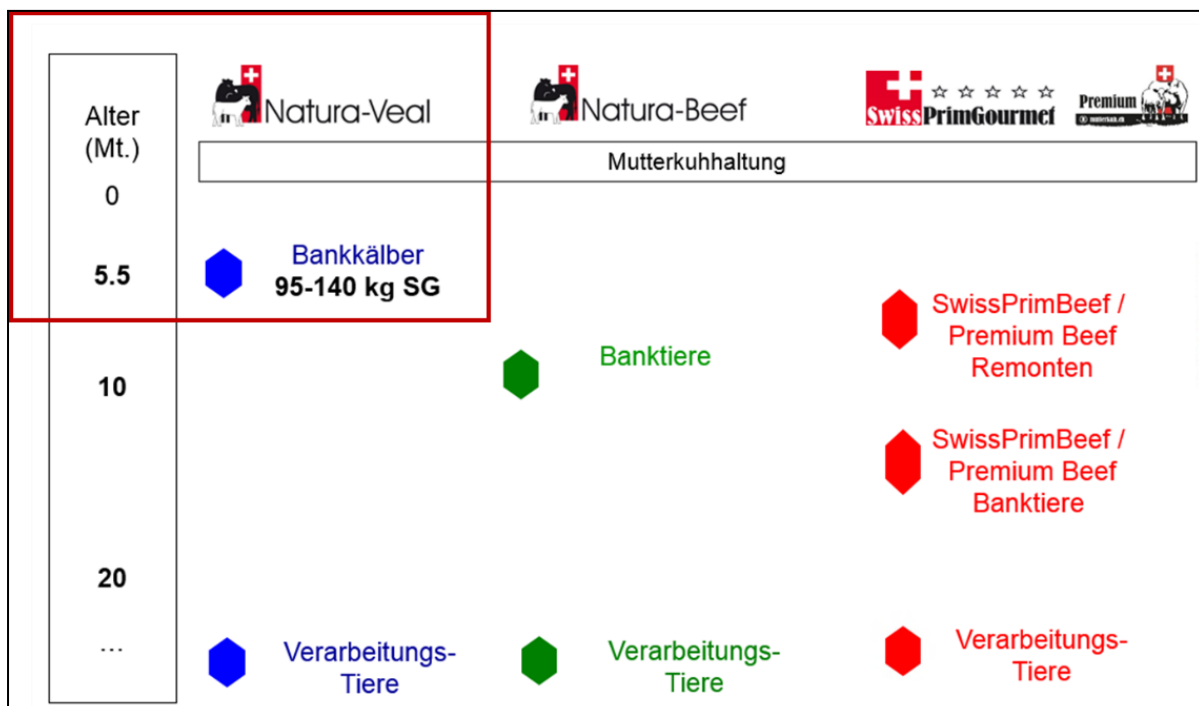 Alter
(Mt.)
0
5.5
10
20
...
Natura-Veal
Natura-Beef
SwissPrimGourmet
Premium
Mutterkuhhaltung
Bankkälber
95-140 kg SG
Banktiere
SwissPrimBeef /
Premium Beef
Remonten
SwissPrimBeef /
Premium Beef
Banktiere
Verarbeitungs-
Tiere
Verarbeitungs-
Tiere
Verarbeitungs-
Tiere